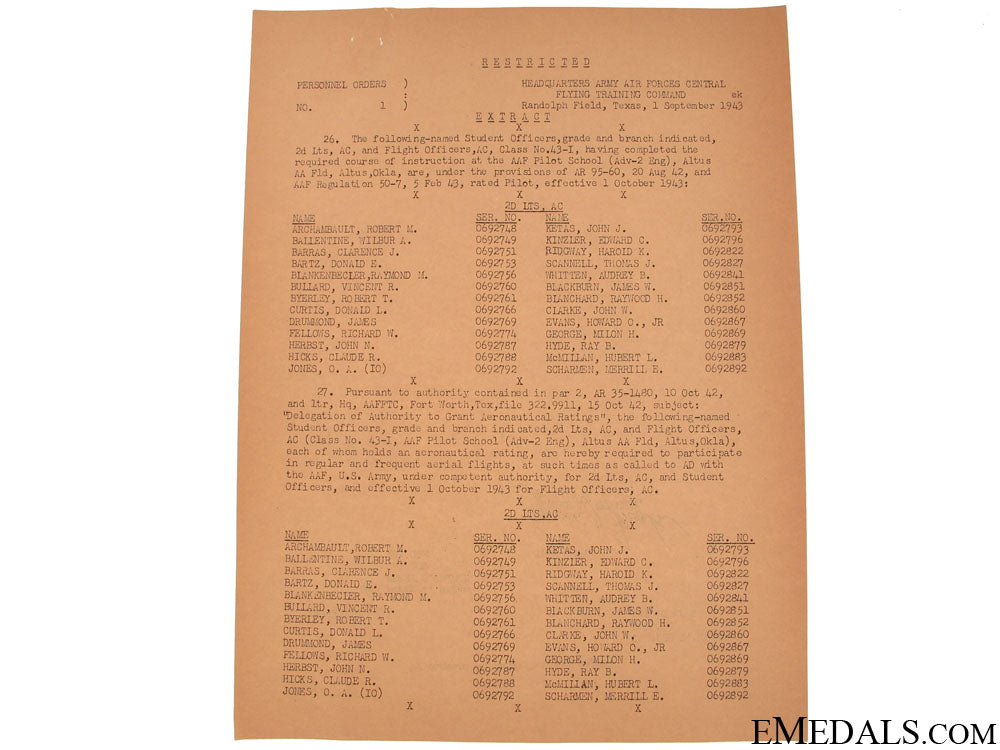 RESTRICTED
PERSONNEL ORDERS ) HEADQUARTERS ARMY AIR FORCES CENTRAL
: FLYING TRAINING COMMAND ek
NO. 1 ) Randolph Field, Texas, 1 September 1943
EXTRACT
X X X
26. The following-named Student Officers,grade and branch indicated,
2d Lts, AC, and Flight Officers,AC, Class No.43-I, having completed the
required course of instruction at the AAF Pilot School (Adv-2 Eng), Altus
AA Fld, Altus,Okla, are, under the provisions of AR 95-60, 20 Aug 42, and
AAF Regulation 50-7, 5 Feb 43, rated Pilot, effective 1 October 1943:
X X X
2D LTS, AC
NAME SER. NO. NAME SER.NO.
ARCHAMBAULT, ROBERT M. 0692748 KETAS, JOHN J. 0692793
BALLENTINE, WILBUR A. 0692749 KINZLER, EDWARD C. 0692796
BARRAS, CLARENCE J. 0692751 RIDGWAY, HAROLD K. 0692822
BARTZ, DONALD E. 0692753 SCANNELL, THOMAS J. 0692827
BLANKENBECLER,RAYMOND M. 0692756 WHITTEN, AUDREY B. 0692841
BULLARD, VINCENT R. 0692760 BLACKBURN, JAMES W. 0692851
BYERLEY, ROBERT T. 0692761 BLANCHARD, RAYWOOD H. 0692852
CURTIS, DONALD L. 0692766 CLARKE, JOHN W. 0692860
DRUMMOND, JAMES 0692769 EVANS, HOWARD O., JR 0692867
FELLOWS, RICHARD W. 0692774 GEORGE, MILON H. 0692869
HERBST, JOHN N. 0692787 HYDE, RAY B. 0692879
HICKS, CLAUDE R. 0692788 McMILLAN, HUBERT L. 0692883
JONES, O. A. (IO) 0692792 SCHARMEN, MERRILL E. 0692892
X X X
27. Pursuant to authority contained in par 2, AR 35-1480, 10 Oct 42,
and ltr, Hq, AAFFTC, Fort Worth,Tex,file 322.9911, 15 Oct 42, subject:
"Delegation of Authority to Grant Aeronautical Ratings", the following-named
Student Officers, grade and branch indicated,2d Lts, AC, and Flight Officers,
AC (Class No. 43-I, AAF Pilot School (Adv-2 Eng), Altus AA Fld, Altus,Okla),
each of whom holds an aeronautical rating, are hereby required to participate
in regular and frequent aerial flights, at such times as called to AD with
the AAF, U.S. Army, under competent authority, for 2d Lts, AC, and Student
Officers, and effective 1 October 1943 for Flight Officers, AC.
X X X
2D LTS,AC
X X X
NAME SER. NO. NAME SER. NO.
ARCHAMBAULT,ROBERT M. 0692748 KETAS, JOHN J. 0692793
BALLENTINE, WILBUR A. 0692749 KINZLER, EDWARD C. 0692796
BARRAS, CLARENCE J. 0692751 RIDGWAY, HAROLD K. 0692822
BARTZ, DONALD E. 0692753 SCANNELL, THOMAS J. 0692827
BLANKENBECLER, RAYMOND M. 0692756 WHITTEN, AUDREY B. 0692841
BULLARD, VINCENT R. 0692760 BLACKBURN, JAMES W. 0692851
BYERLEY, ROBERT T. 0692761 BLANCHARD, RAYWOOD H. 0692852
CURTIS, DONALD L. 0692766 CLARKE, JOHN W. 0692860
DRUMMOND, JAMES 0692769 EVANS, HOWARD O., JR 0692867
FELLOWS, RICHARD W. 0692774 GEORGE, MILON H. 0692869
HERBST, JOHN N. 0692787 HYDE, RAY B. 0692879
HICKS, CLAUDE R. 0692788 McMILLAN, HUBERT L. 0692883
JONES, O. A. (IO) 0692792 SCHARMEN, MERRILL E. 0692892
X X X
EMEDALS.COM